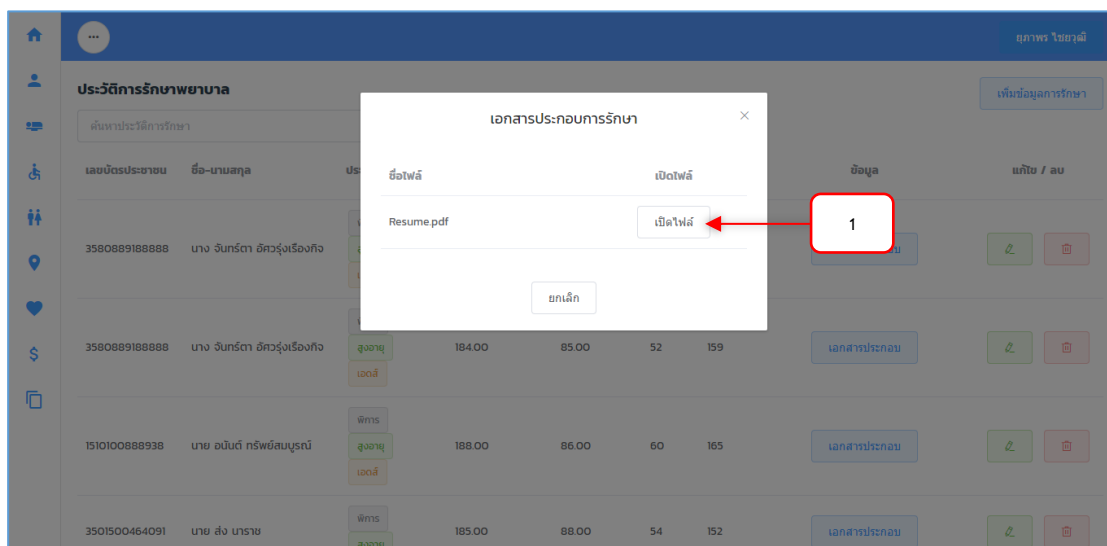 ...
ยุภาพร ไชยวุฒิ
ประวัติการรักษาพยาบาล
เพิ่มข้อมูลการรักษา
ค้นหาประวัติการรักษา
เอกสารประกอบการรักษา
เลขบัตรประชาชน ชื่อ-นามสกุล ข้อมูล แก้ไข / ลบ
ชื่อไฟล์ เปิดไฟล์
Resume.pdf เปิดไฟล์
1
3580889188888 นาง จันทร์ตา อัศวรุ่งเรืองกิจ
ยกเลิก
3580889188888 นาง จันทร์ตา อัศวรุ่งเรืองกิจ สูงอายุ 184.00 85.00 52 159 เอกสารประกอบ
เอดส์
พิการ
1510100888938 นาย อนันต์ ทรัพย์สมบูรณ์ สูงอายุ 188.00 86.00 60 165 เอกสารประกอบ
เอดส์
พิการ
3501500464091 นาย ส่ง นาราช 185.00 88.00 54 152 เอกสารประกอบ
สูงอายุ